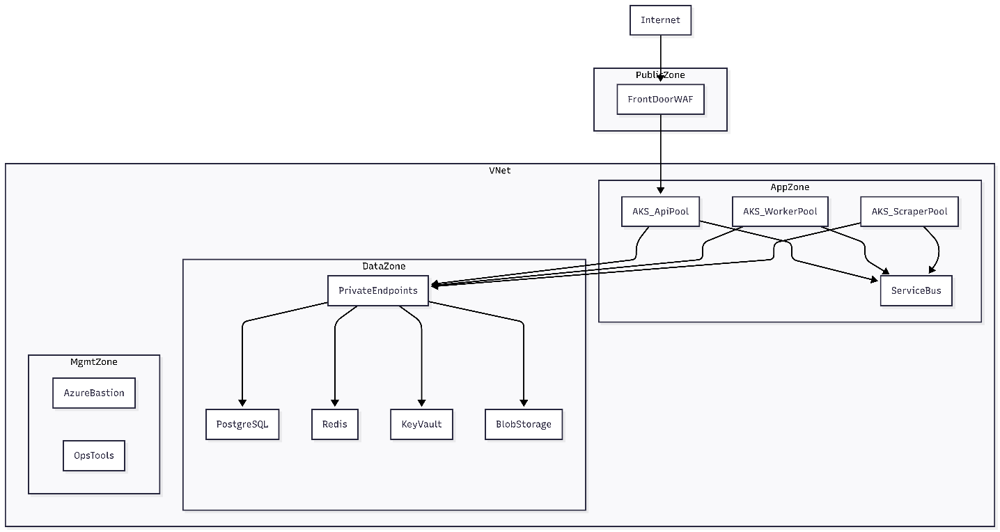 Internet
PublicZone
FrontDoorWAF
VNet
AppZone
AKS_ApiPool
AKS_WorkerPool
AKS_ScraperPool
DataZone
PrivateEndpoints
ServiceBus
MgmtZone
AzureBastion
PostgreSQL
Redis
KeyVault
BlobStorage
OpsTools